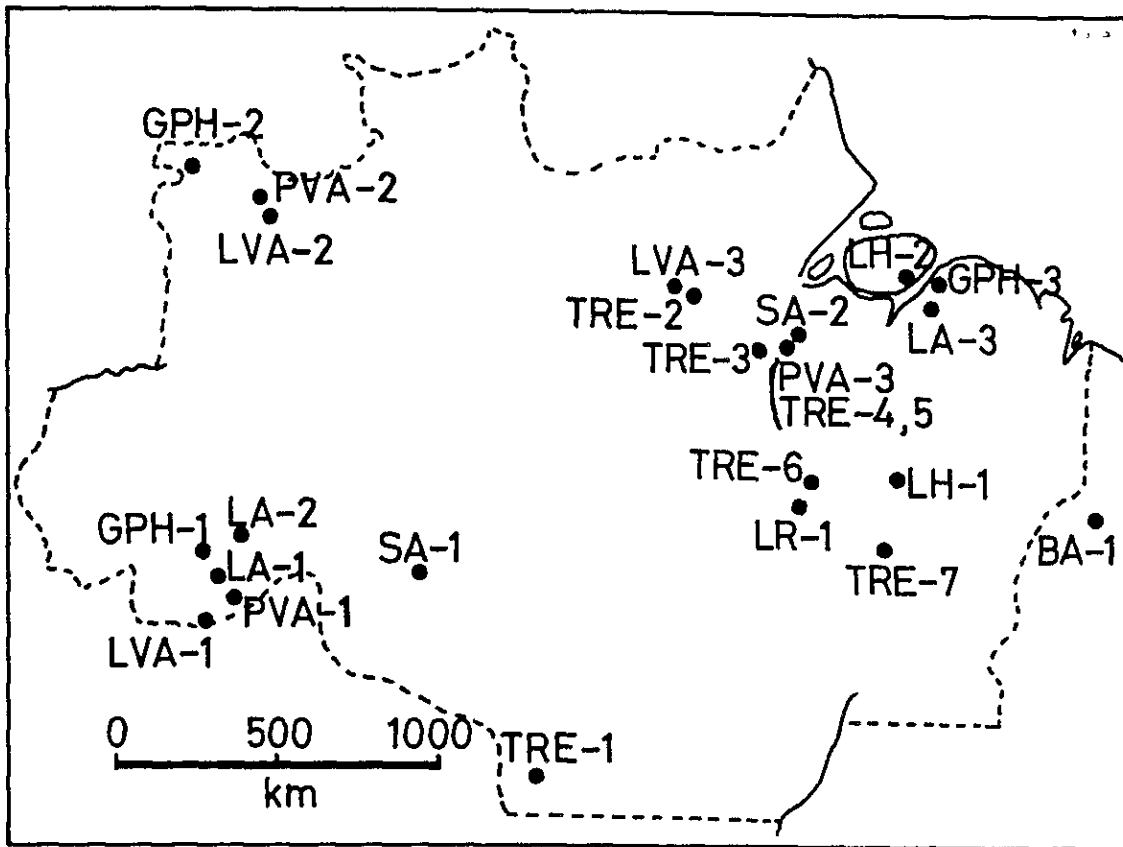 GPH-2
PVA-2
LVA-2
LVA-3
LH-2
TRE-2
SA-2
GPH-3
TRE-3
LA-3
PVA-3
TRE-4,5
TRE-6
LH-1
LA-2
GPH-1
SA-1
LR-1
BA-1
LA-1
TRE-7
PVA-1
LVA-1
0 500 1000
TRE-1
km